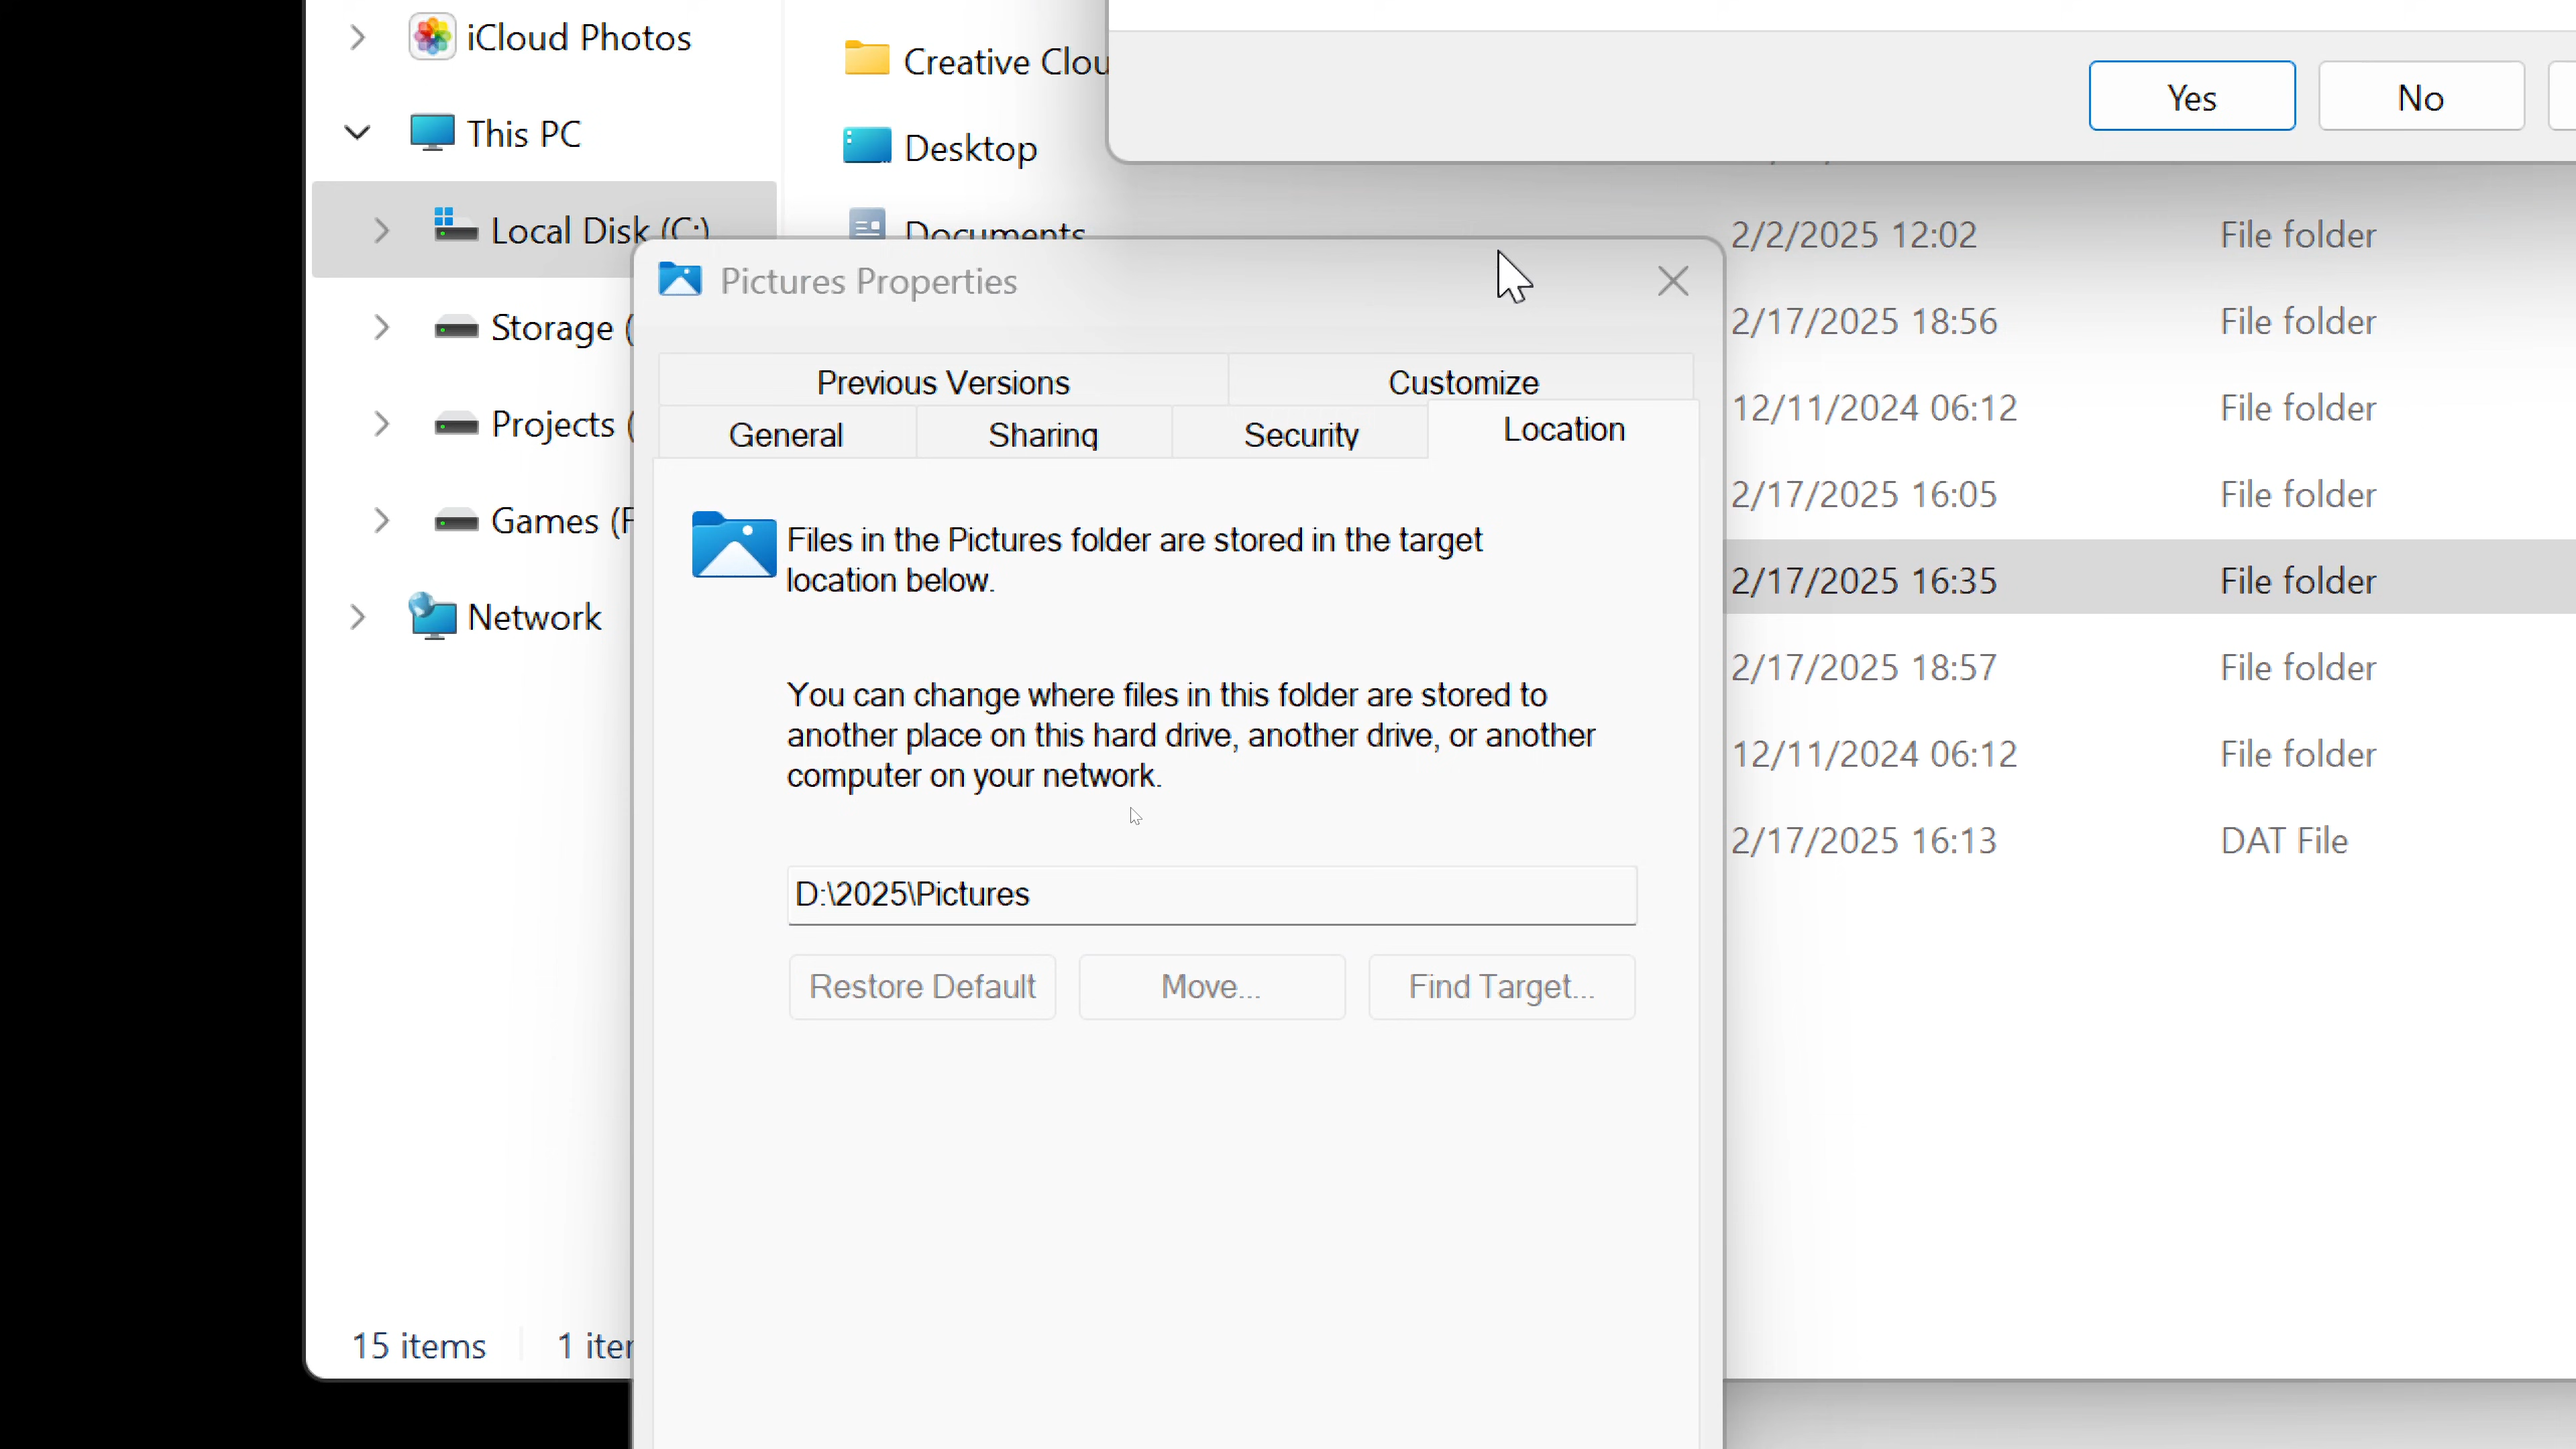 iCloud Photos
This PC
Local Disk (C:)
Storage (
Projects (
Games (F
Network
15 items
1 iter
Creative Clou
Desktop
Documents
Yes
No
Pictures Properties
Previous Versions
Customize
General
Sharing
Security
Location
Files in the Pictures folder are stored in the target
location below.
You can change where files in this folder are stored to
another place on this hard drive, another drive, or another
computer on your network.
D:\2025\Pictures
Restore Default
Move...
Find Target...
2/2/2025 12:02 File folder
2/17/2025 18:56 File folder
12/11/2024 06:12 File folder
2/17/2025 16:05 File folder
2/17/2025 16:35 File folder
2/17/2025 18:57 File folder
12/11/2024 06:12 File folder
2/17/2025 16:13 DAT File